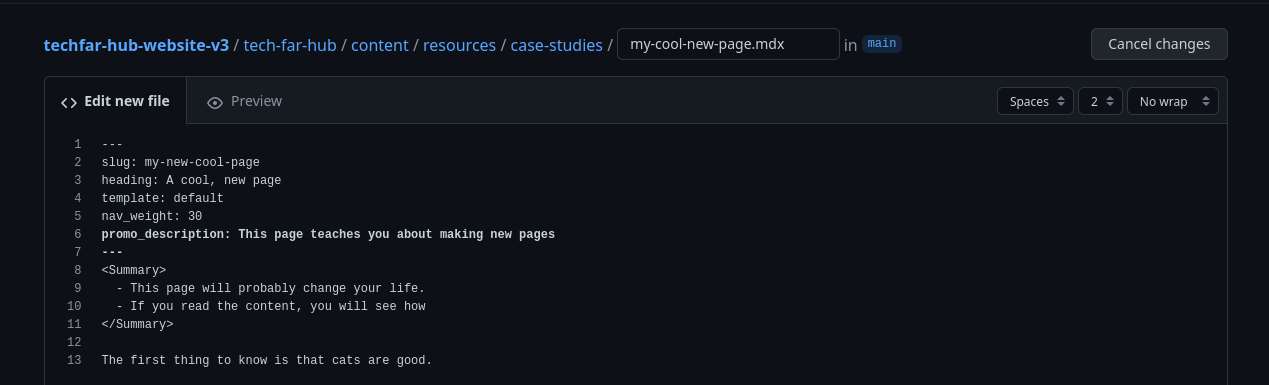 techfar-hub-website-v3 / tech-far-hub / content / resources / case-studies / my-cool-new-page.mdx in main Cancel changes
Edit new file Preview Spaces 2 No wrap
1 ---
2 slug: my-new-cool-page
3 heading: A cool, new page
4 template: default
5 nav_weight: 30
6 promo_description: This page teaches you about making new pages
7 ---
8 <Summary>
9   - This page will probably change your life.
10   - If you read the content, you will see how
11 </Summary>
12
13 The first thing to know is that cats are good.